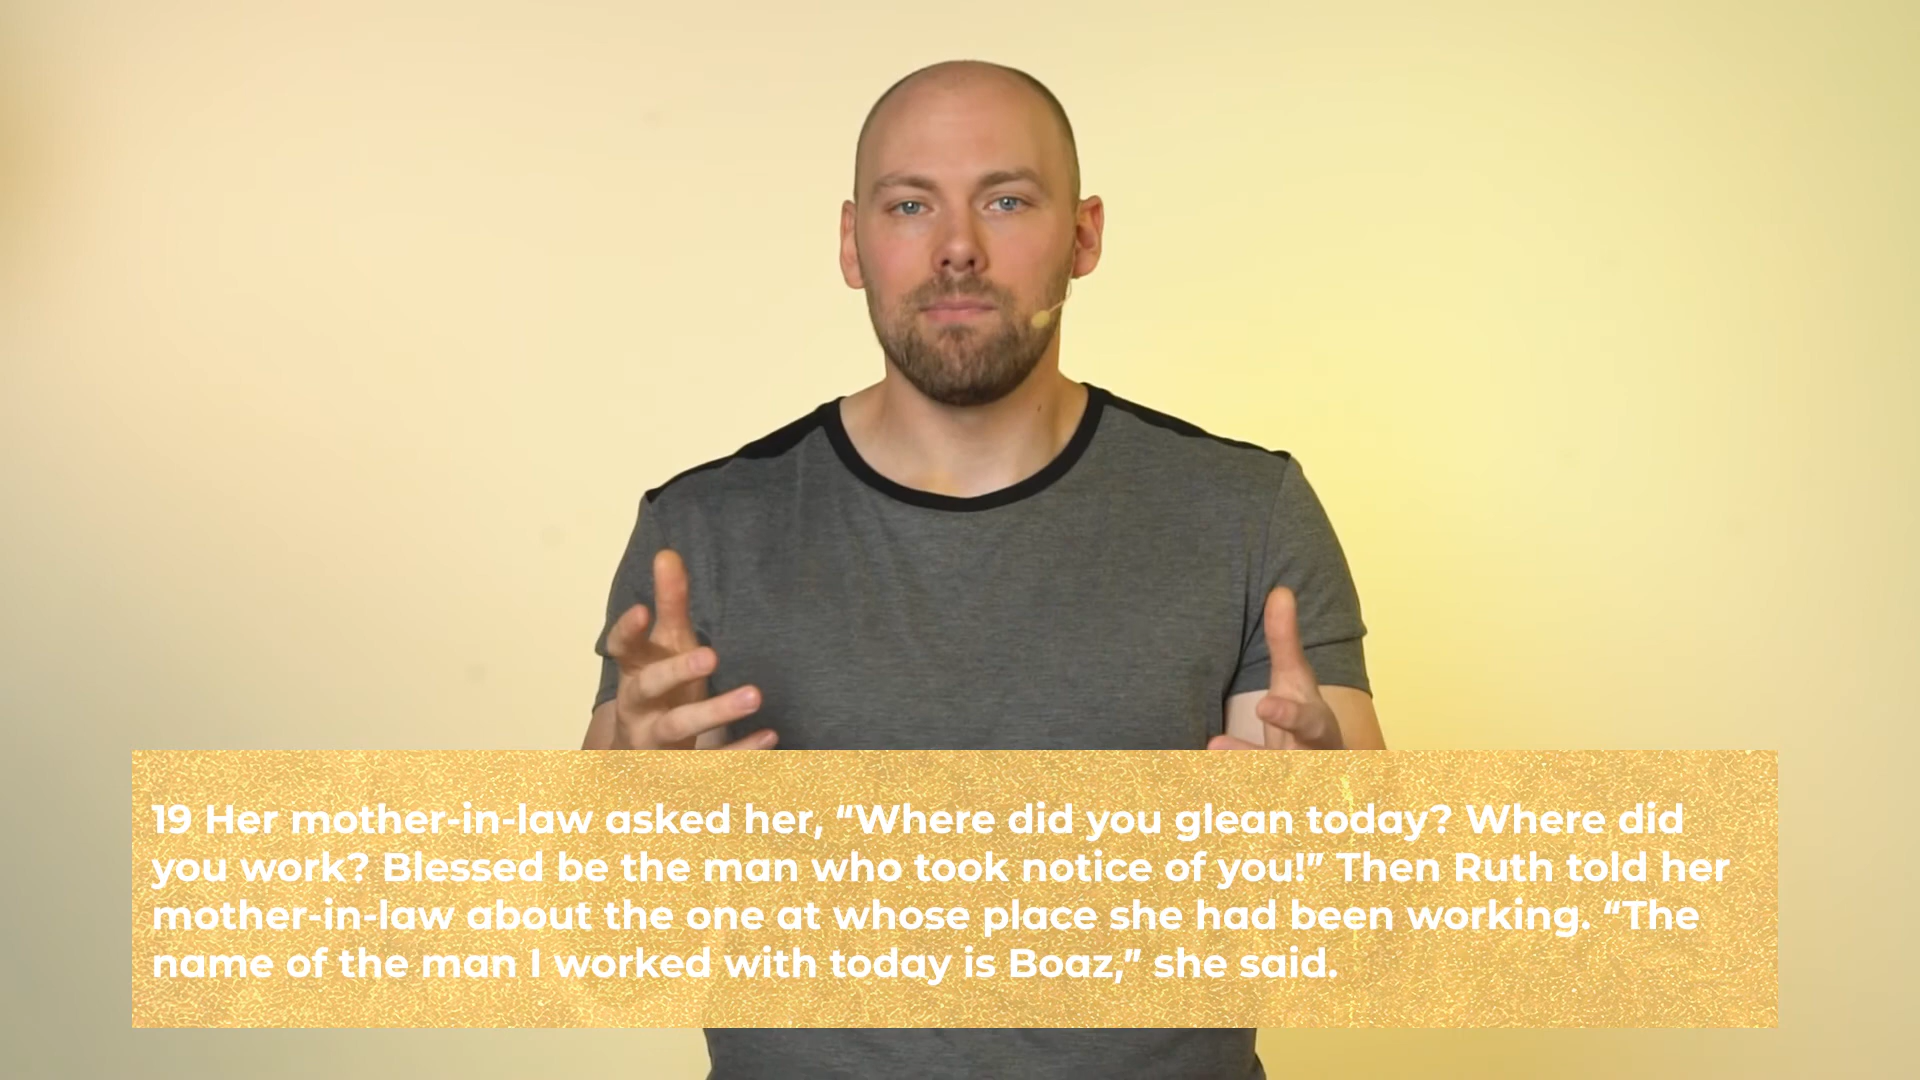 19 Her mother-in-law asked her, “Where did you glean today? Where did
you work? Blessed be the man who took notice of you!” Then Ruth told her
mother-in-law about the one at whose place she had been working. “The
name of the man I worked with today is Boaz,” she said.